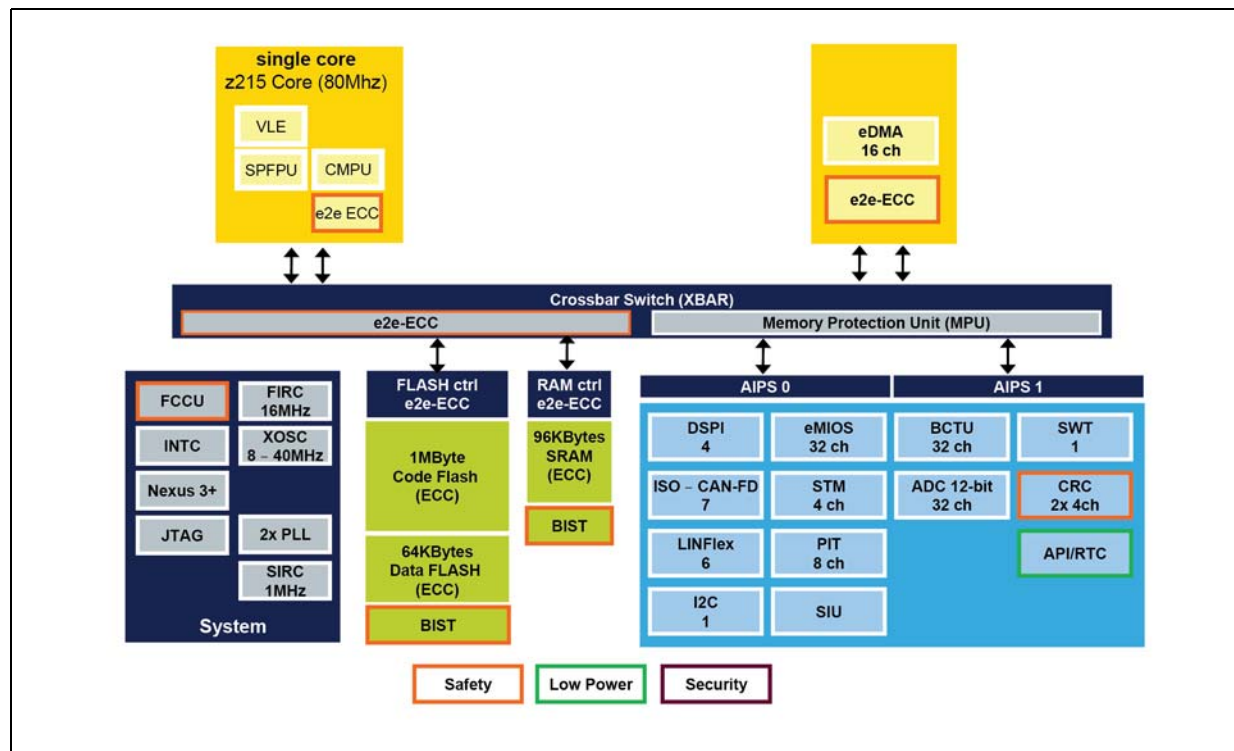 single core
z215 Core (80Mhz)
VLE
SPFPU
CMPU
e2e ECC
eDMA
16 ch
e2e-ECC
Crossbar Switch (XBAR)
e2e-ECC
Memory Protection Unit (MPU)
FCCU
FIRC
16MHz
INTC
XOSC
8 – 40MHz
Nexus 3+
JTAG
2x PLL
SIRC
1MHz
System
FLASH ctrl
e2e-ECC
1MByte
Code Flash
(ECC)
64KBytes
Data FLASH
(ECC)
BIST
RAM ctrl
e2e-ECC
96KBytes
SRAM
(ECC)
BIST
AIPS 0
AIPS 1
DSPI
4
eMIOS
32 ch
BCTU
32 ch
SWT
1
ISO – CAN-FD
7
STM
4 ch
ADC 12-bit
32 ch
CRC
2x 4ch
LINFlex
6
PIT
8 ch
API/RTC
I2C
1
SIU
Safety
Low Power
Security